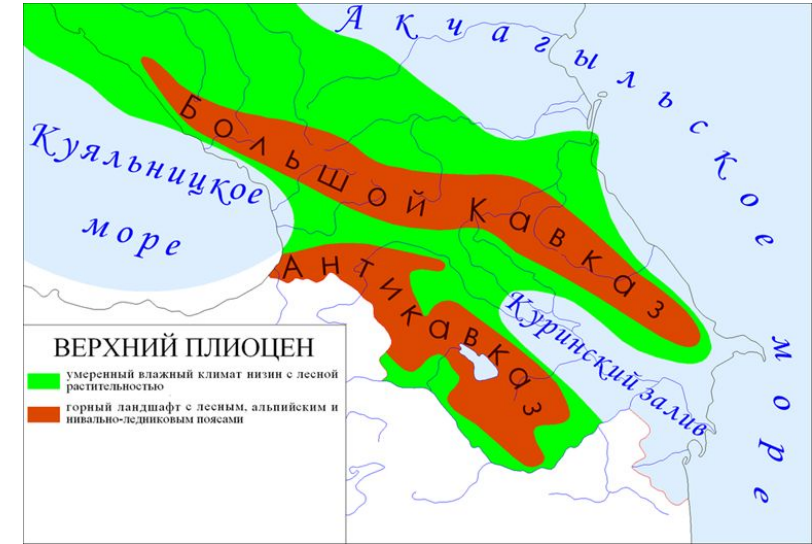 Акчагыльское море
Куяльницкое
море
Большой Кавказ
Антикавказ
Куринский залив
ВЕРХНИЙ ПЛИОЦЕН
умеренный влажный климат низин с лесной
растительностью
горный ландшафт с лесным, альпийским и
нивально-ледниковым поясами